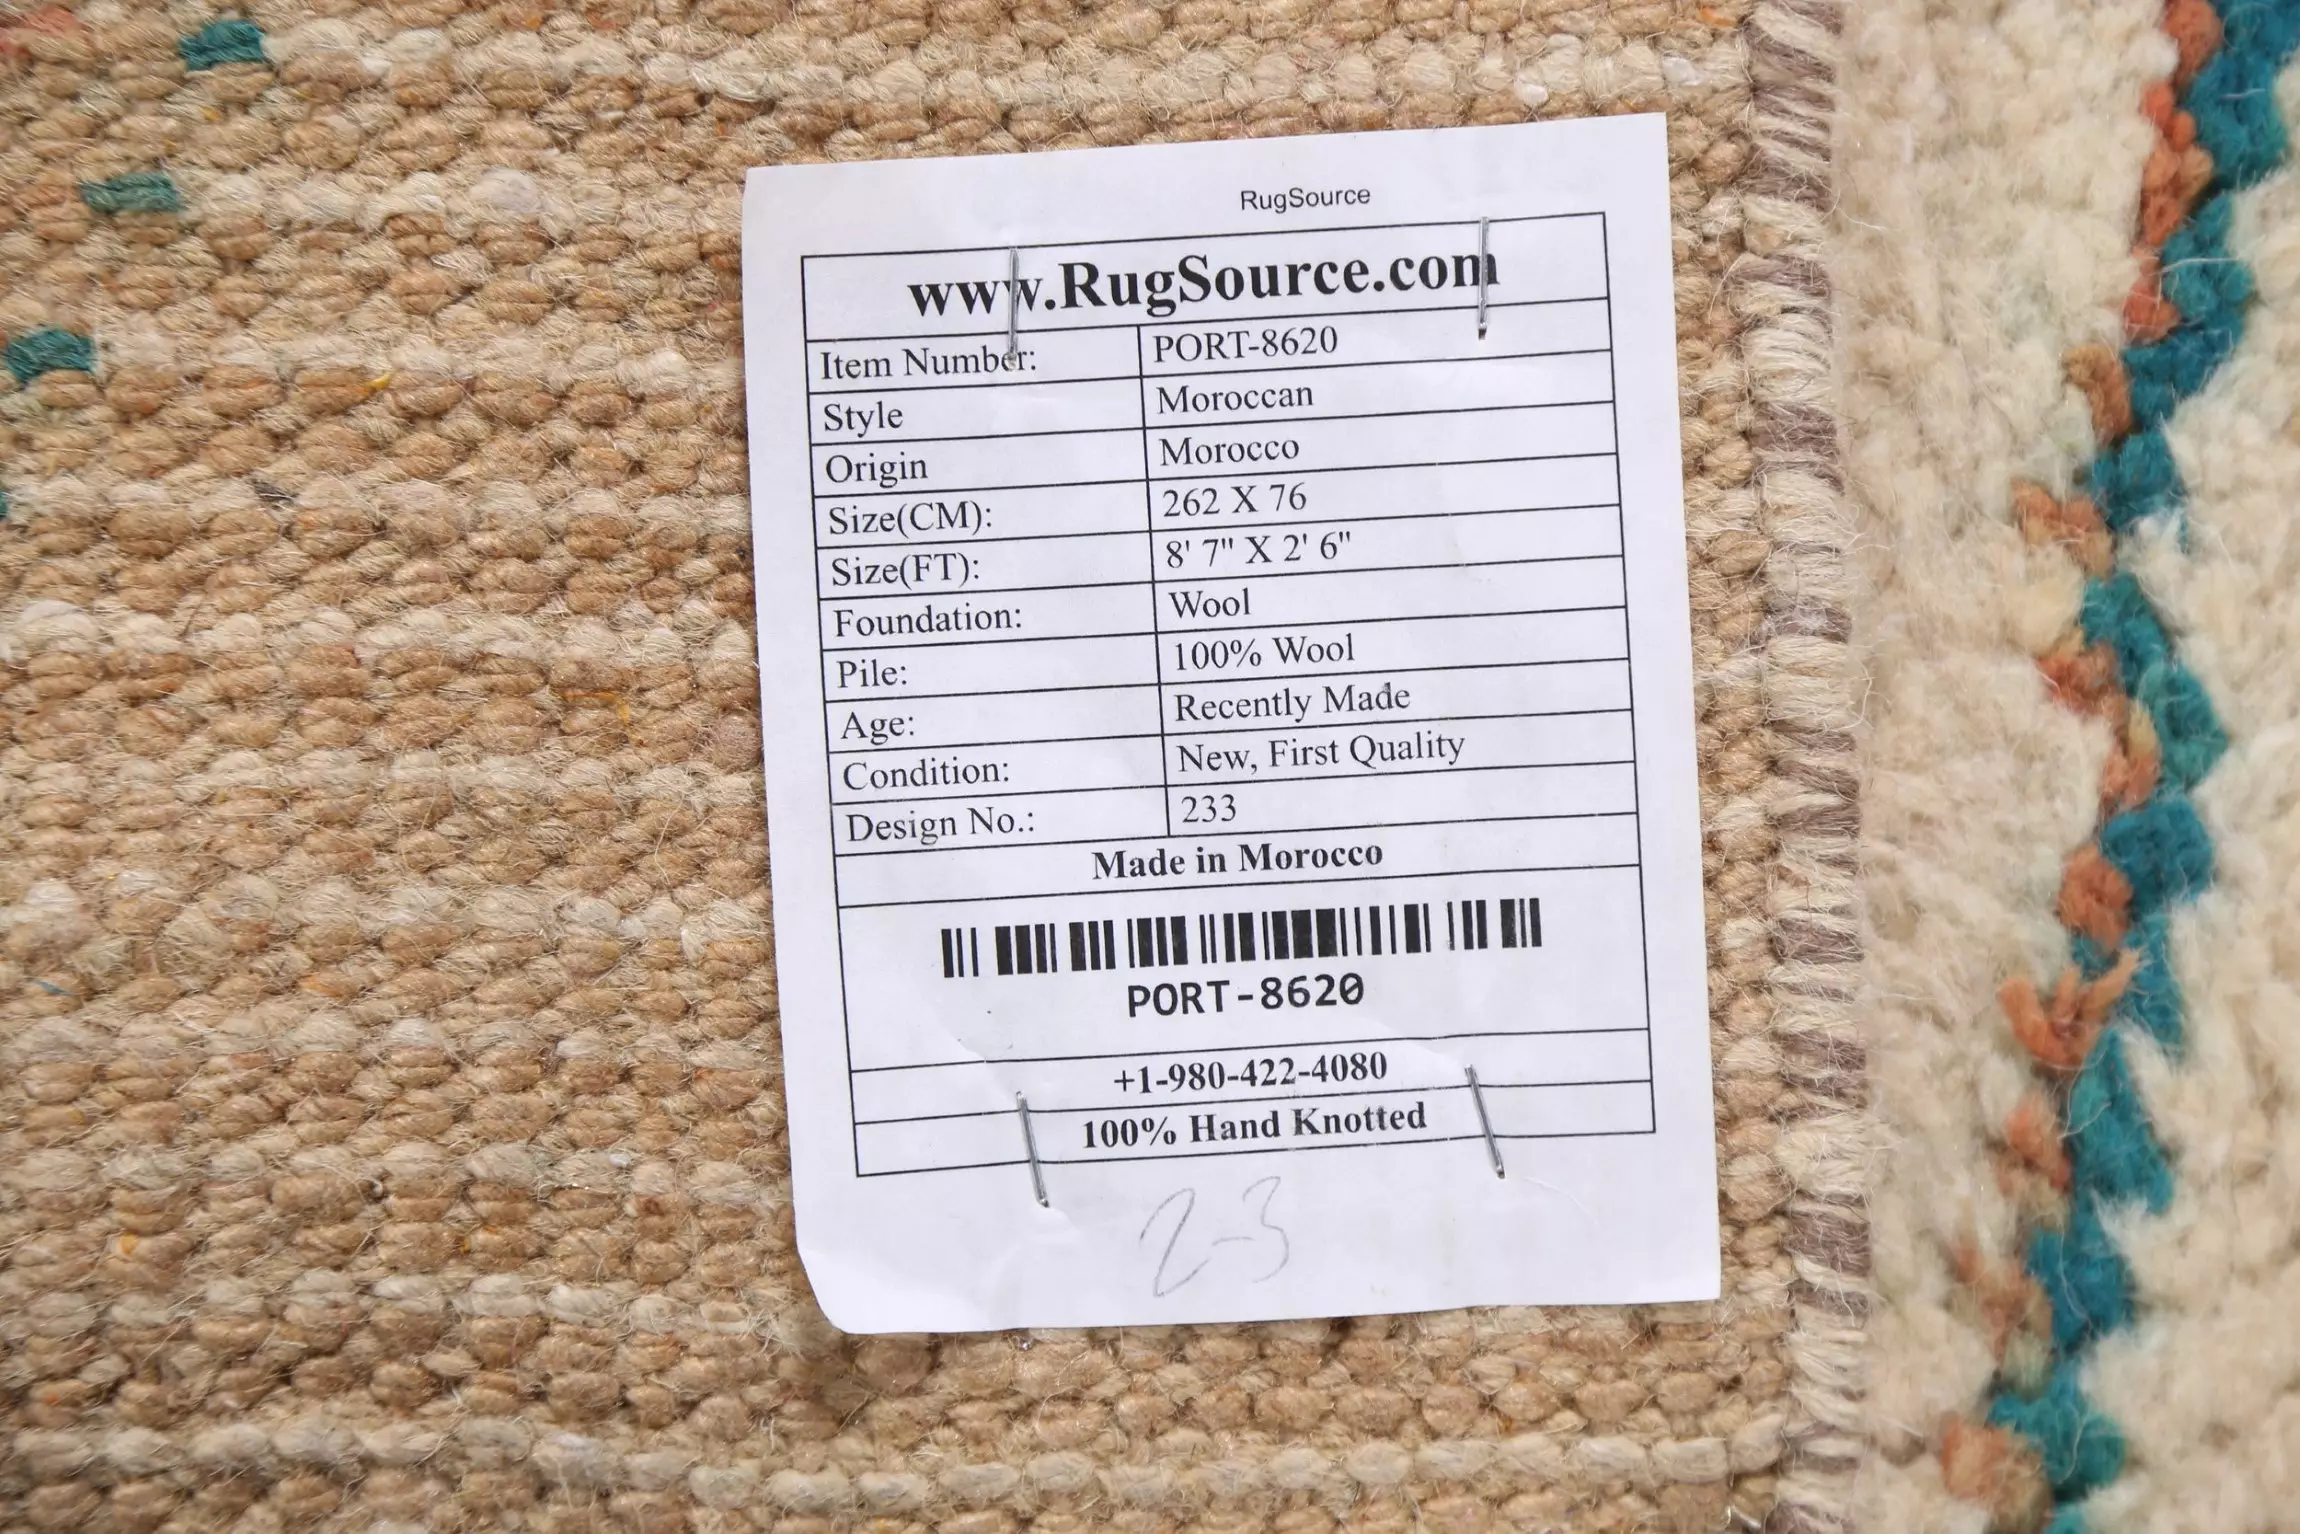 RugSource
www.RugSource.com
Item Number: PORT-8620
Style Moroccan
Origin Morocco
Size(CM): 262 X 76
Size(FT): 8' 7" X 2' 6"
Foundation: Wool
Pile: 100% Wool
Age: Recently Made
Condition: New, First Quality
Design No.: 233
Made in Morocco
PORT-8620
+1-980-422-4080
100% Hand Knotted
2-3